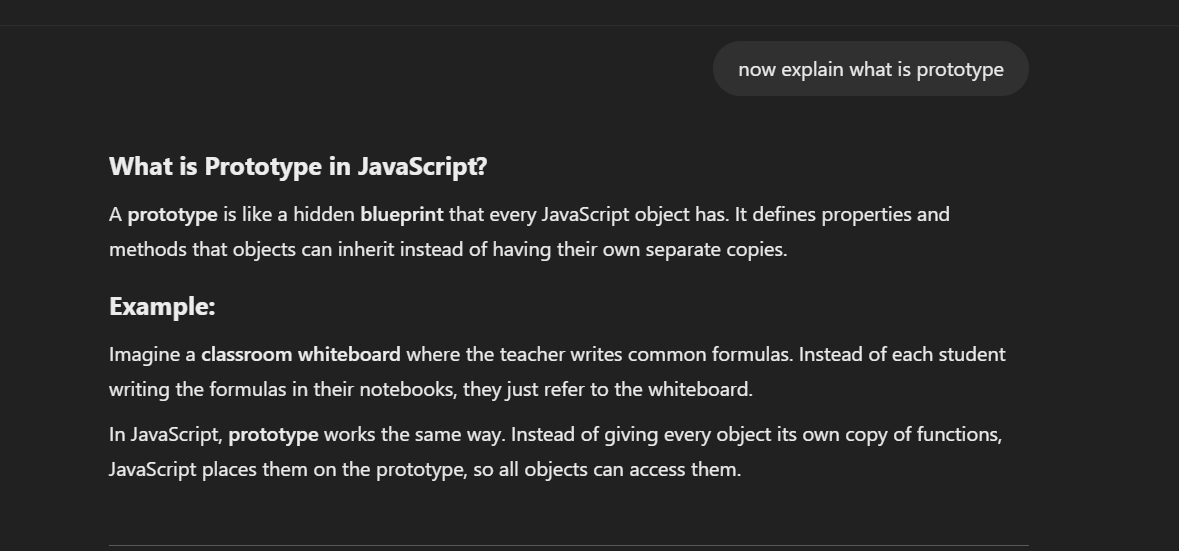 now explain what is prototype
What is Prototype in JavaScript?
A prototype is like a hidden blueprint that every JavaScript object has. It defines properties and
methods that objects can inherit instead of having their own separate copies.
Example:
Imagine a classroom whiteboard where the teacher writes common formulas. Instead of each student
writing the formulas in their notebooks, they just refer to the whiteboard.
In JavaScript, prototype works the same way. Instead of giving every object its own copy of functions,
JavaScript places them on the prototype, so all objects can access them.